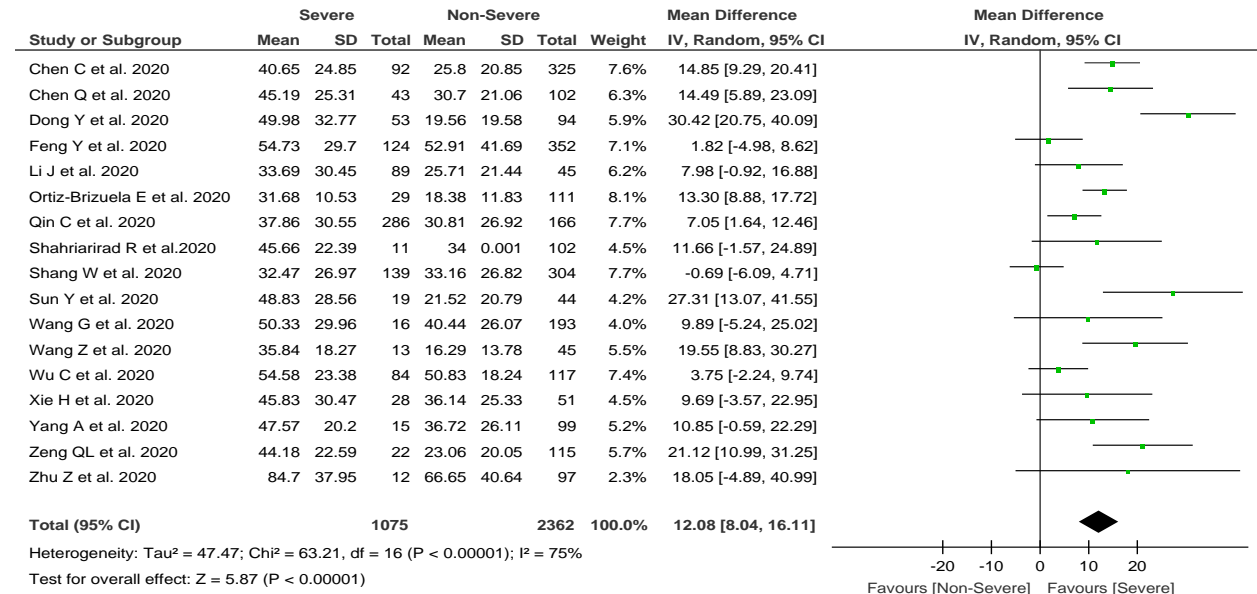 Severe Non-Severe Mean Difference Mean Difference
Study or Subgroup Mean SD Total Mean SD Total Weight IV, Random, 95% CI IV, Random, 95% CI
Chen C et al. 2020 40.65 24.85 92 25.8 20.85 325 7.6% 14.85 [9.29, 20.41]
Chen Q et al. 2020 45.19 25.31 43 30.7 21.06 102 6.3% 14.49 [5.89, 23.09]
Dong Y et al. 2020 49.98 32.77 53 19.56 19.58 94 5.9% 30.42 [20.75, 40.09]
Feng Y et al. 2020 54.73 29.7 124 52.91 41.69 352 7.1% 1.82 [-4.98, 8.62]
Li J et al. 2020 33.69 30.45 89 25.71 21.44 45 6.2% 7.98 [-0.92, 16.88]
Ortiz-Brizuela E et al. 2020 31.68 10.53 29 18.38 11.83 111 8.1% 13.30 [8.88, 17.72]
Qin C et al. 2020 37.86 30.55 286 30.81 26.92 166 7.7% 7.05 [1.64, 12.46]
Shahriarirad R et al.2020 45.66 22.39 11 34 0.001 102 4.5% 11.66 [-1.57, 24.89]
Shang W et al. 2020 32.47 26.97 139 33.16 26.82 304 7.7% -0.69 [-6.09, 4.71]
Sun Y et al. 2020 48.83 28.56 19 21.52 20.79 44 4.2% 27.31 [13.07, 41.55]
Wang G et al. 2020 50.33 29.96 16 40.44 26.07 193 4.0% 9.89 [-5.24, 25.02]
Wang Z et al. 2020 35.84 18.27 13 16.29 13.78 45 5.5% 19.55 [8.83, 30.27]
Wu C et al. 2020 54.58 23.38 84 50.83 18.24 117 7.4% 3.75 [-2.24, 9.74]
Xie H et al. 2020 45.83 30.47 28 36.14 25.33 51 4.5% 9.69 [-3.57, 22.95]
Yang A et al. 2020 47.57 20.2 15 36.72 26.11 99 5.2% 10.85 [-0.59, 22.29]
Zeng QL et al. 2020 44.18 22.59 22 23.06 20.05 115 5.7% 21.12 [10.99, 31.25]
Zhu Z et al. 2020 84.7 37.95 12 66.65 40.64 97 2.3% 18.05 [-4.89, 40.99]
Total (95% CI) 1075 2362 100.0% 12.08 [8.04, 16.11]
Heterogeneity: Tau² = 47.47; Chi² = 63.21, df = 16 (P < 0.00001); I² = 75%
Test for overall effect: Z = 5.87 (P < 0.00001)
-20 -10 0 10 20
Favours [Non-Severe] Favours [Severe]